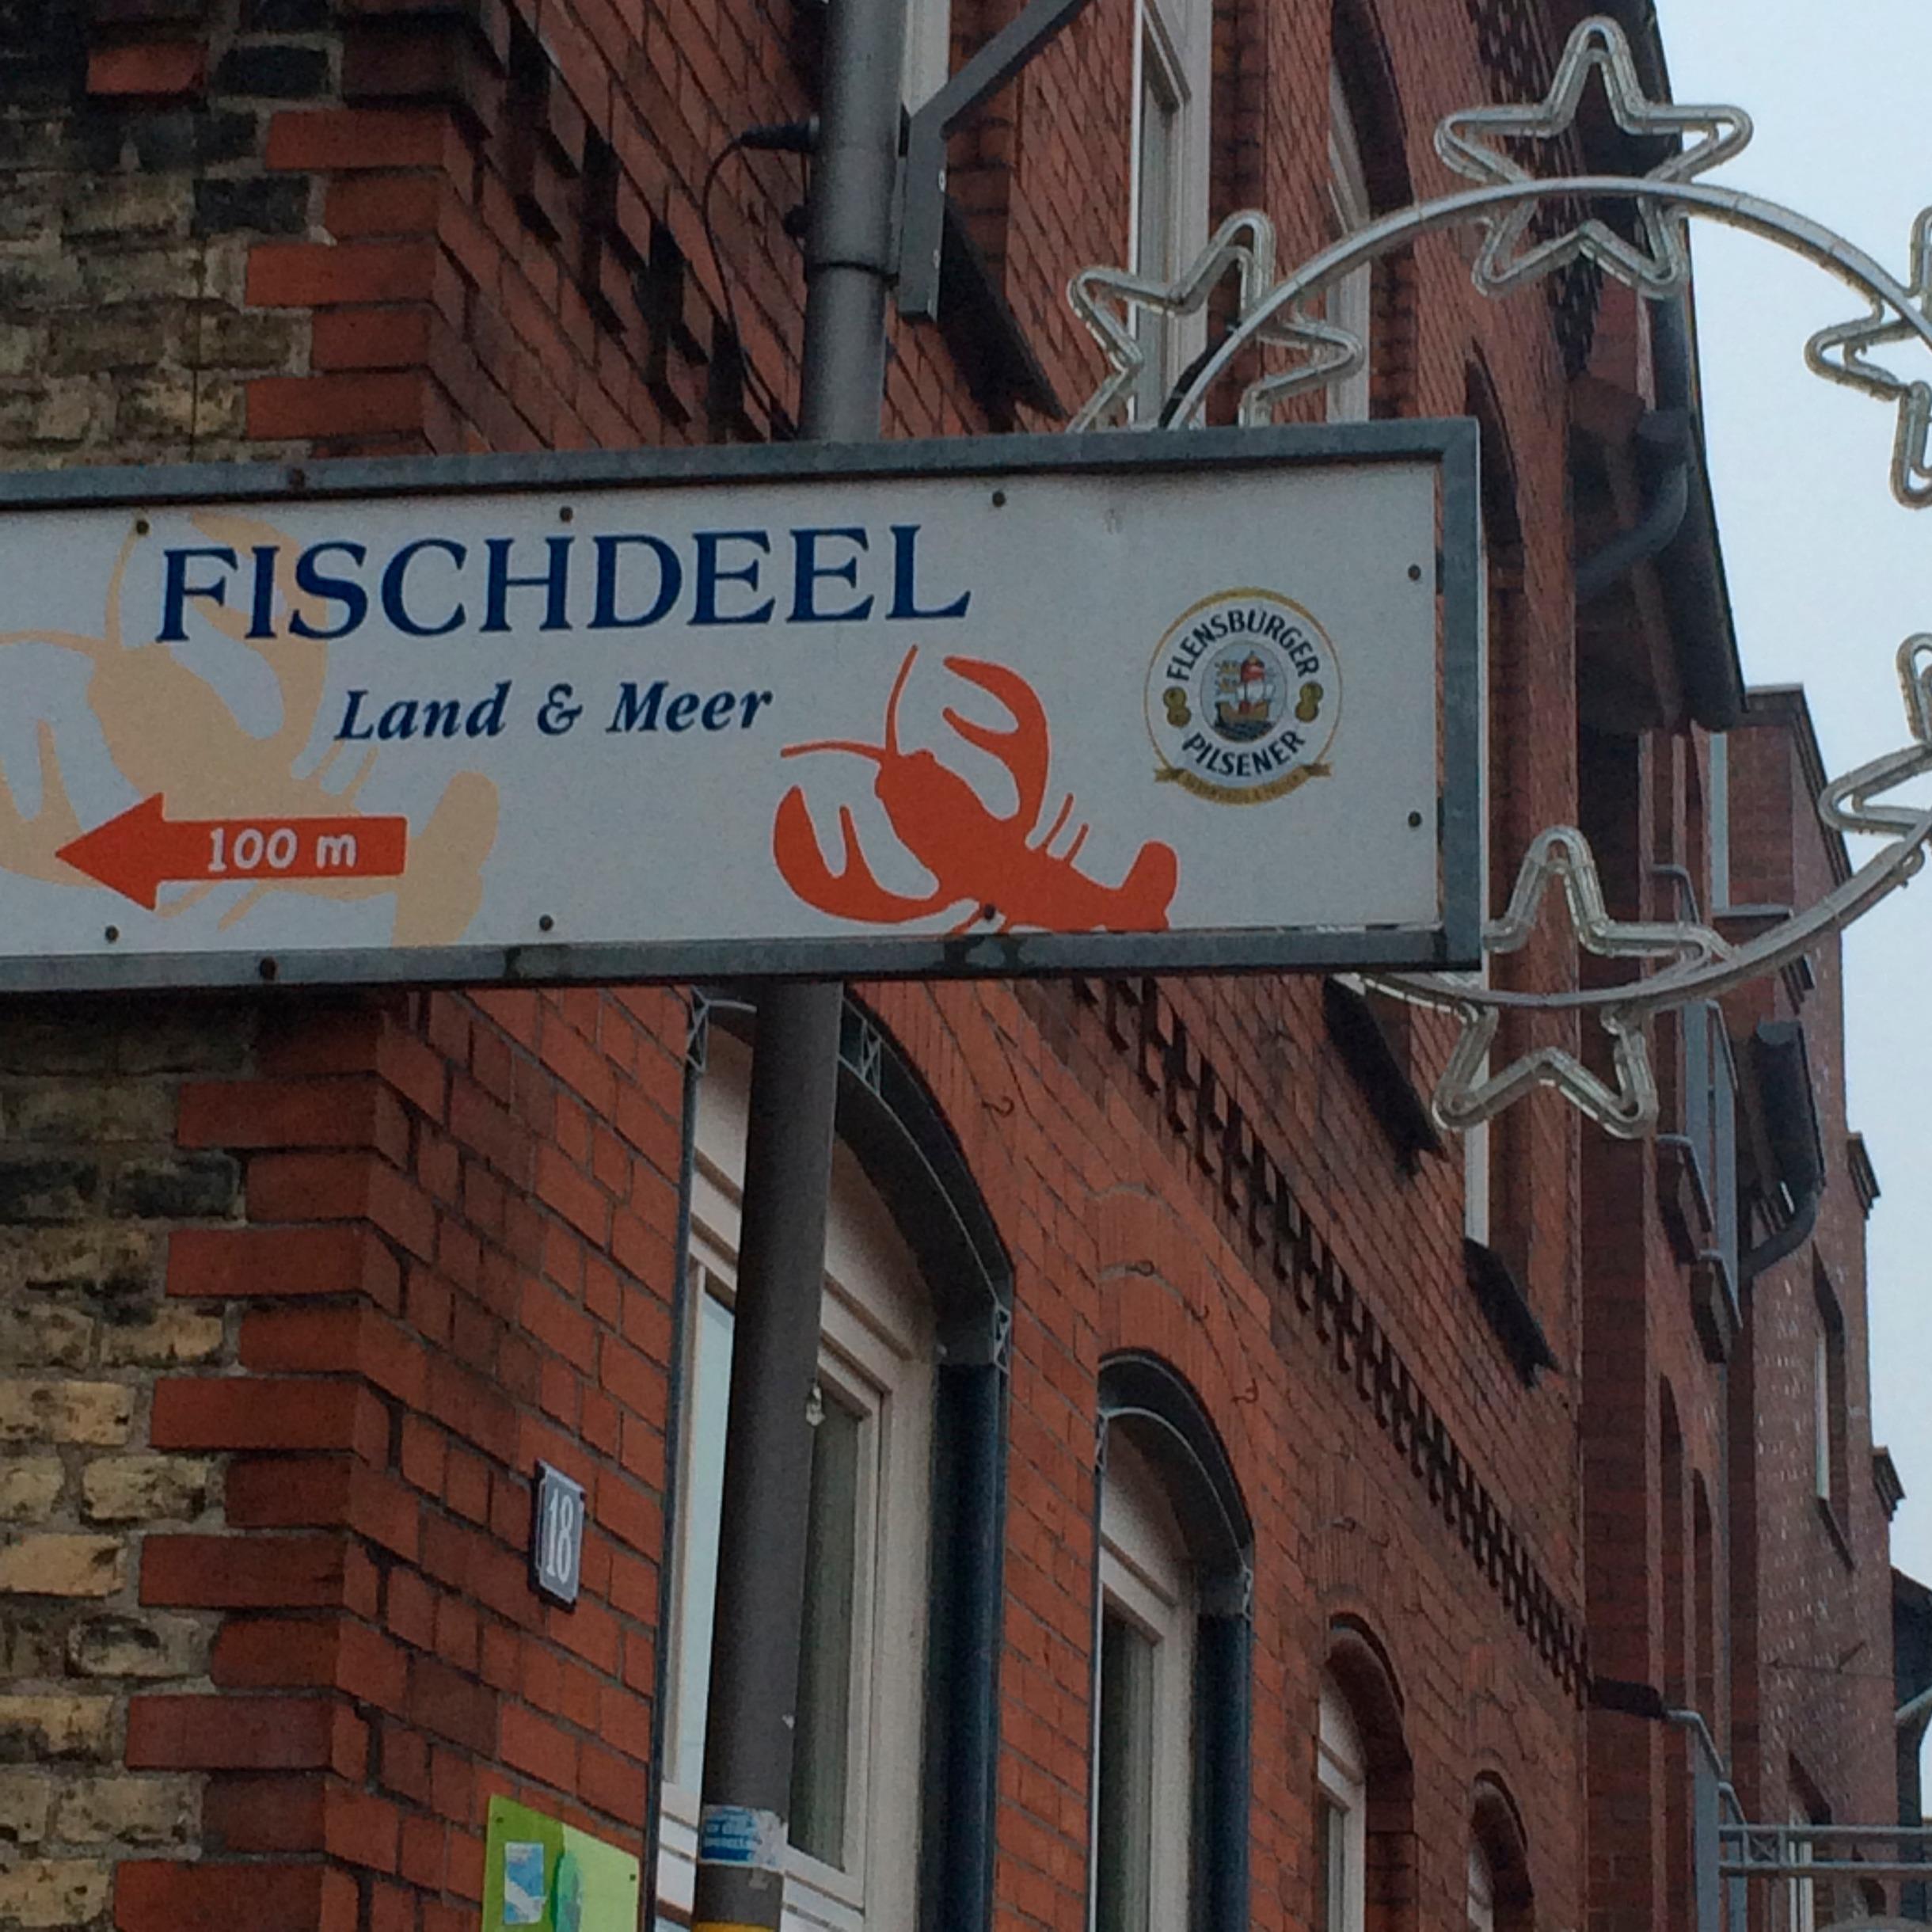 FISCHDEEL
Land & Meer
100 m
FLENSBURGER
PILSENER
18